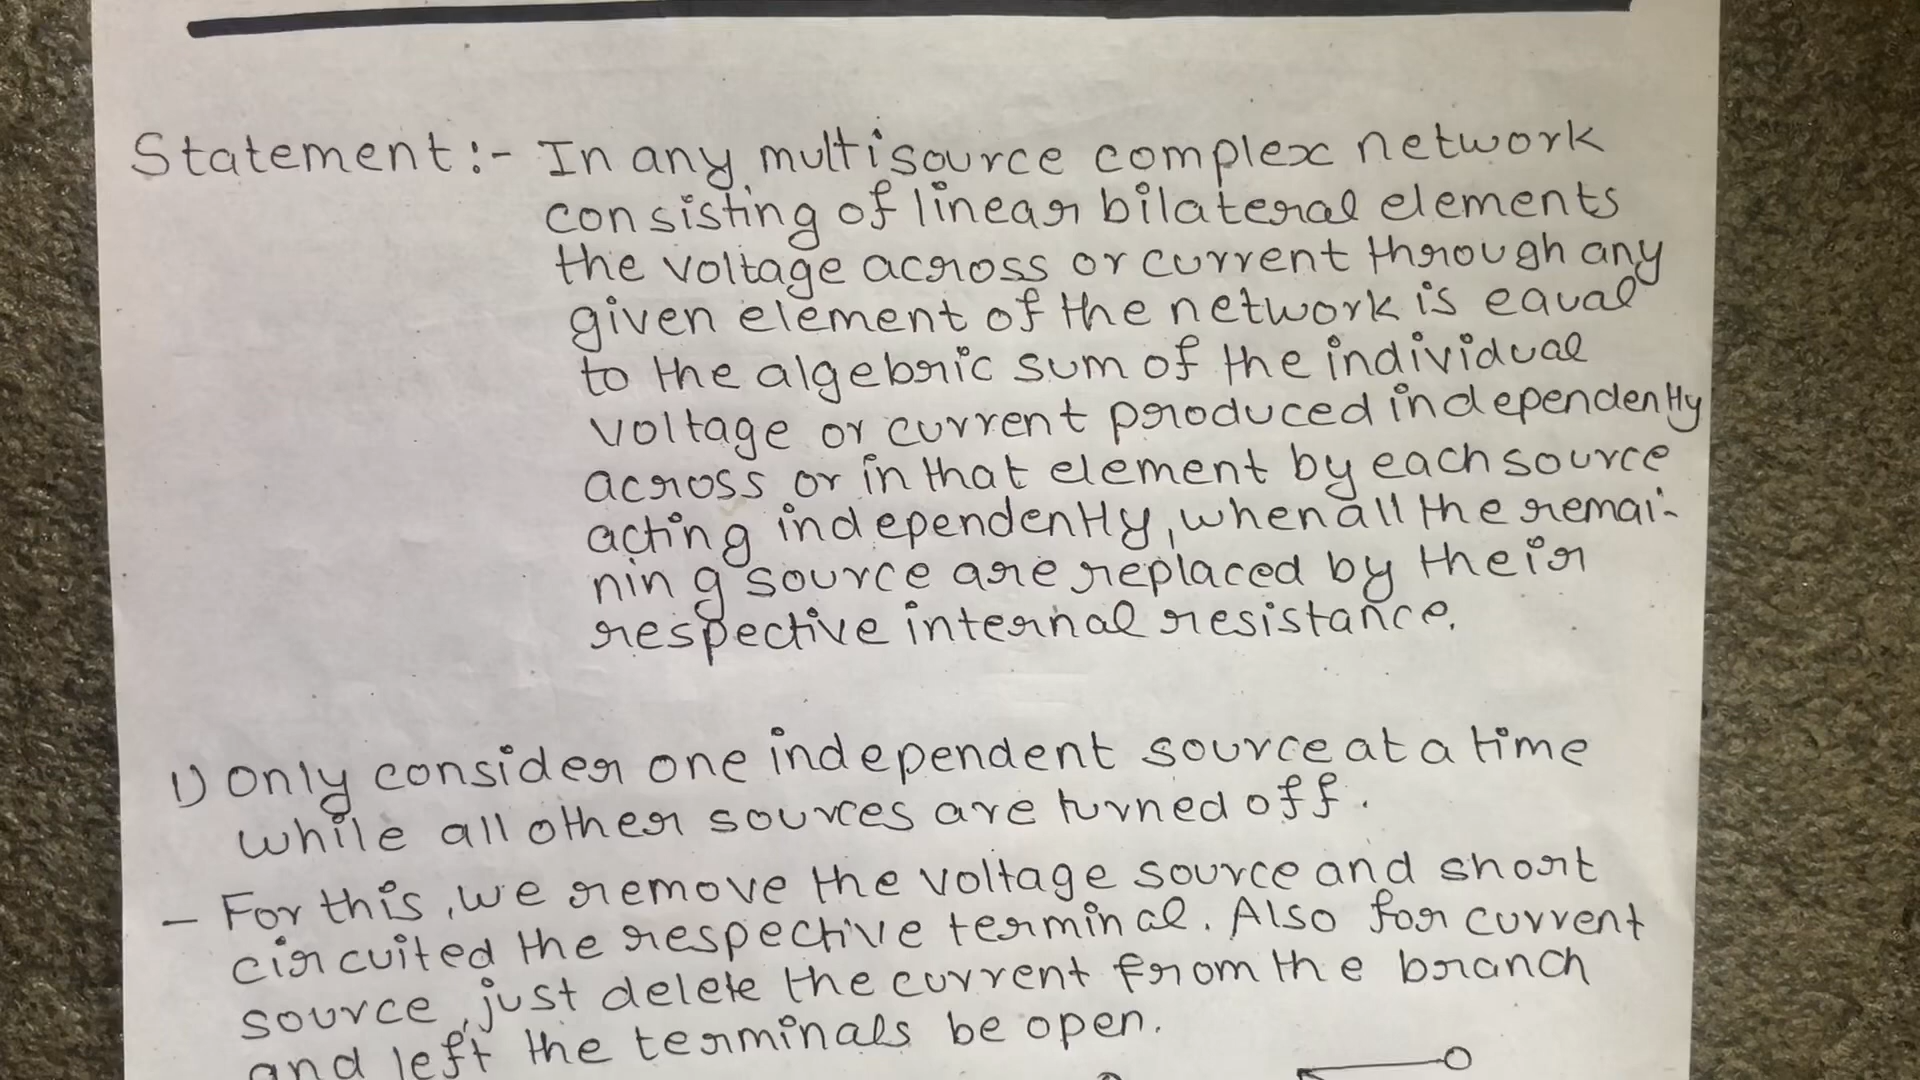 Statement :- In any multisource complex network
consisting of linear bilateral elements
the voltage across or current through any
given element of the network is eaual
to the algebric sum of the individual
voltage or current produced independently
across or in that element by each source
acting independently, when all the remai-
ning source are replaced by their
respective internal resistance.
1) Only consider one independent source at a time
while all other sources are turned off.
- For this, we remove the voltage source and short
circuited the respective terminal. Also for current
source, just delete the current from the branch
and left the terminals be open.